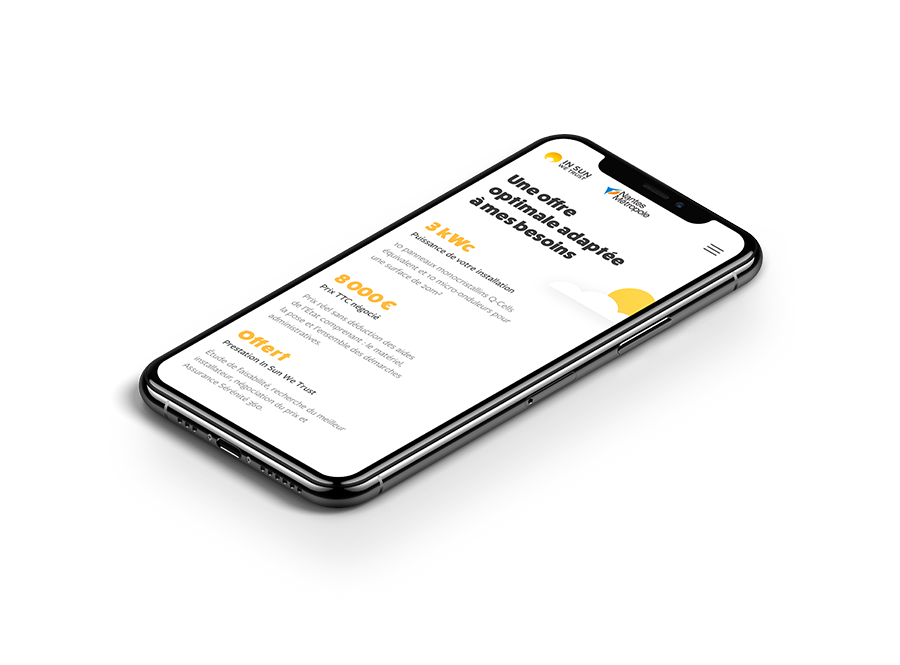 IN SUN
WE TRUST
Nantes
Métropole
Une offre
optimale adaptée
à mes besoins
3 kWc
Puissance de votre installation
10 panneaux monocristallins Q-Cells
équivalent et 10 micro-onduleurs pour
une surface de 20m²
8 000 €
Prix TTC négocié
Prix réel sans déduction des aides
de l'État comprenant : le matériel,
la pose et l'ensemble des démarches
administratives.
Offert
Prestation In Sun We Trust
Étude de faisabilité, recherche du meilleur
installateur, négociation du prix et
Assurance Sérénité 360.